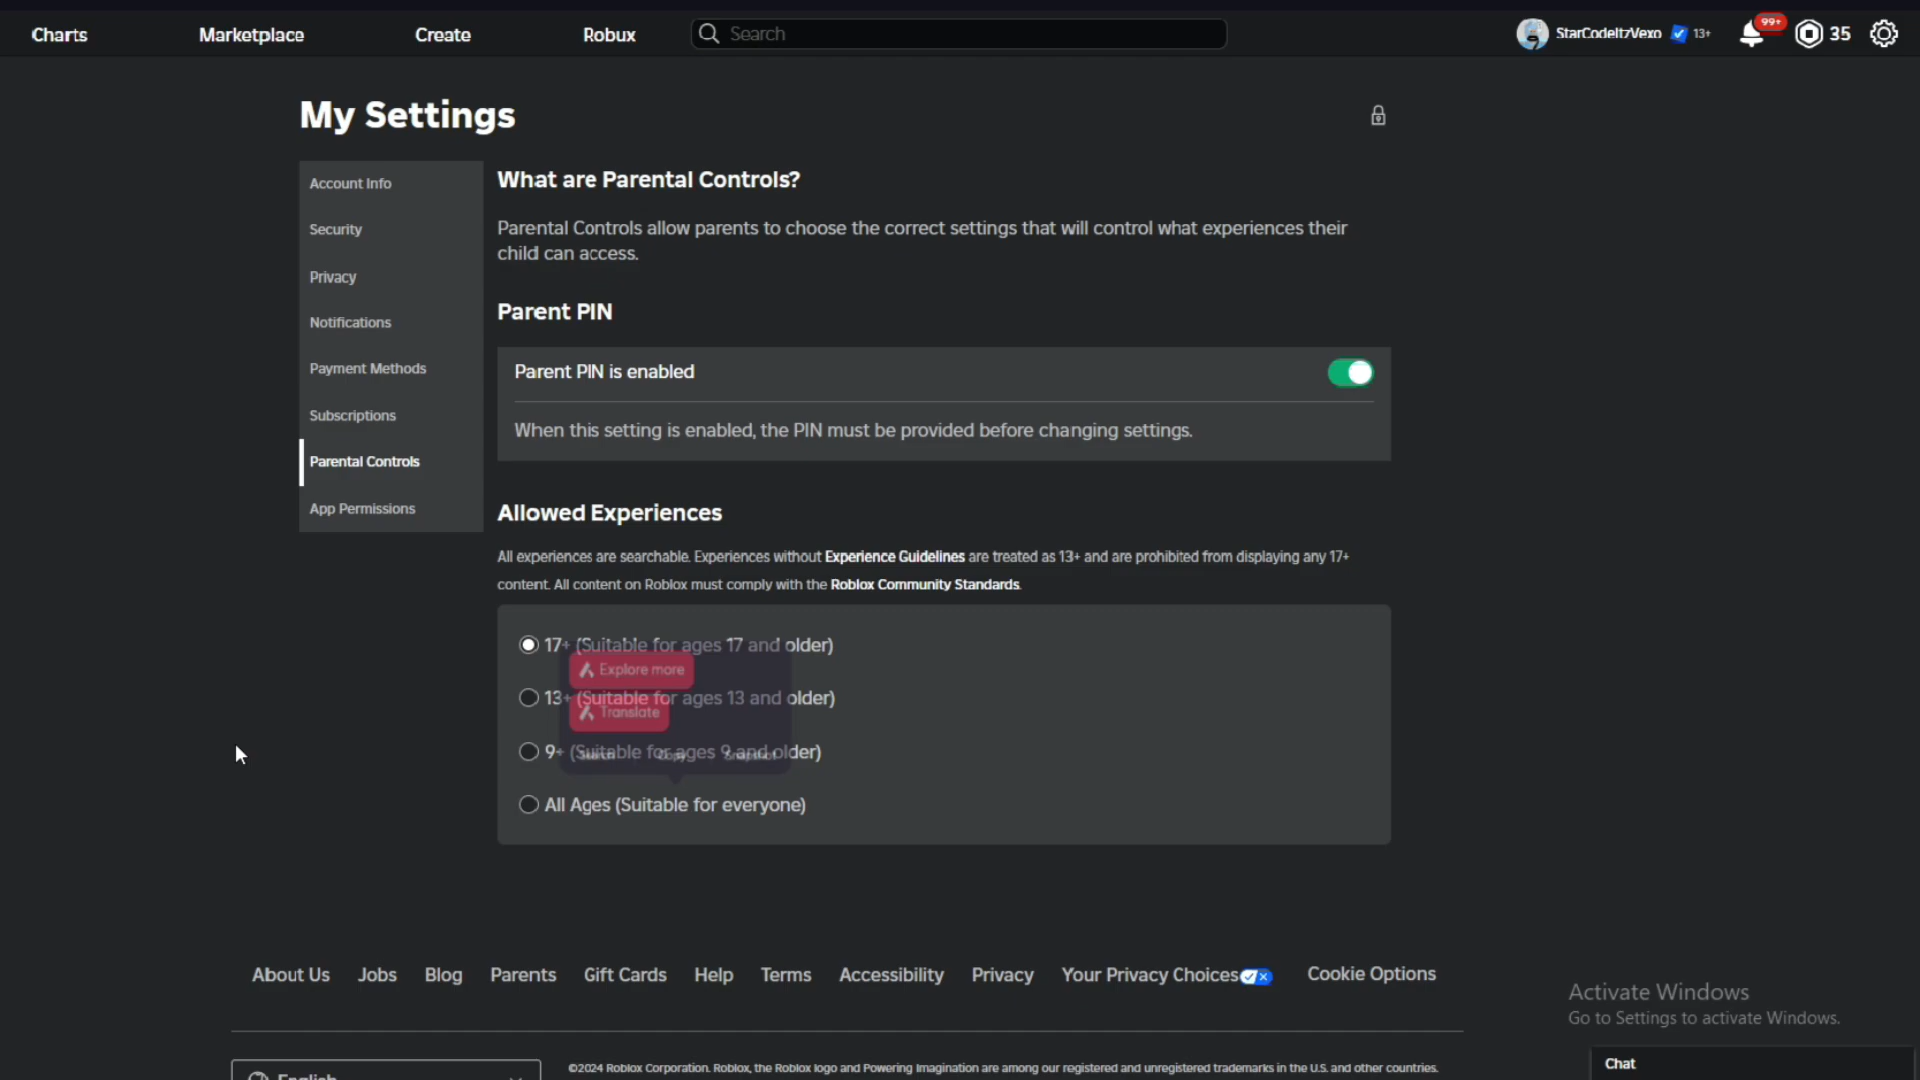 Charts Marketplace Create Robux Search StarCodeItzVexo 13+ 99+ 35
My Settings
Account Info
Security
Privacy
Notifications
Payment Methods
Subscriptions
Parental Controls
App Permissions
What are Parental Controls?
Parental Controls allow parents to choose the correct settings that will control what experiences their
child can access.
Parent PIN
Parent PIN is enabled
When this setting is enabled, the PIN must be provided before changing settings.
Allowed Experiences
All experiences are searchable. Experiences without Experience Guidelines are treated as 13+ and are prohibited from displaying any 17+
content. All content on Roblox must comply with the Roblox Community Standards.
17+ (Suitable for ages 17 and older)
Explore more
13+ (Suitable for ages 13 and older)
Translate
9+ (Suitable for ages 9 and older)
Search Copy Snapshot
All Ages (Suitable for everyone)
About Us Jobs Blog Parents Gift Cards Help Terms Accessibility Privacy Your Privacy Choices Cookie Options
Activate Windows
Go to Settings to activate Windows.
English
©2024 Roblox Corporation. Roblox, the Roblox logo and Powering Imagination are among our registered and unregistered trademarks in the U.S. and other countries.
Chat